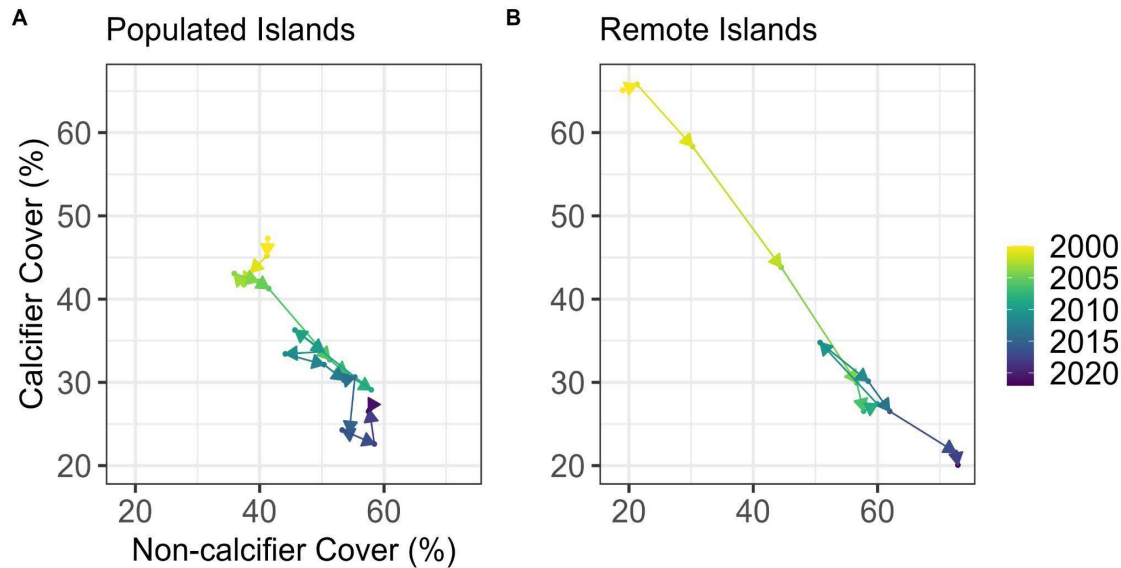 A
Populated Islands
B
Remote Islands
Calcifier Cover (%)
60
50
40
30
20
20 40 60
Non-calcifier Cover (%)
60
50
40
30
20
20 40 60
2000
2005
2010
2015
2020